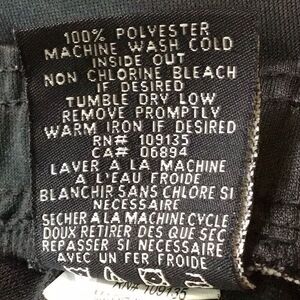 100% POLYESTER
MACHINE WASH COLD
INSIDE OUT
NON CHLORINE BLEACH
IF DESIRED
TUMBLE DRY LOW
REMOVE PROMPTLY
WARM IRON IF DESIRED
RN# 109135
CA# 06894
LAVER A LA MACHINE
A L'EAU FROIDE
BLANCHIR SANS CHLORE SI
NECESSAIRE
SECHER A LA MACHINE CYCLE
DOUX RETIRER DES QUE SEC
REPASSER SI NECESSAIRE
AVEC UN FER FROIDE
RN# 109135